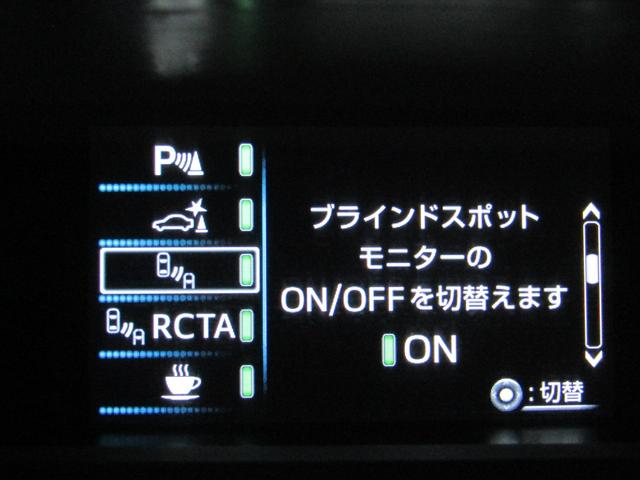 P
RCTA
ブラインドスポット
モニターの
ON/OFFを切替えます
ON
:切替